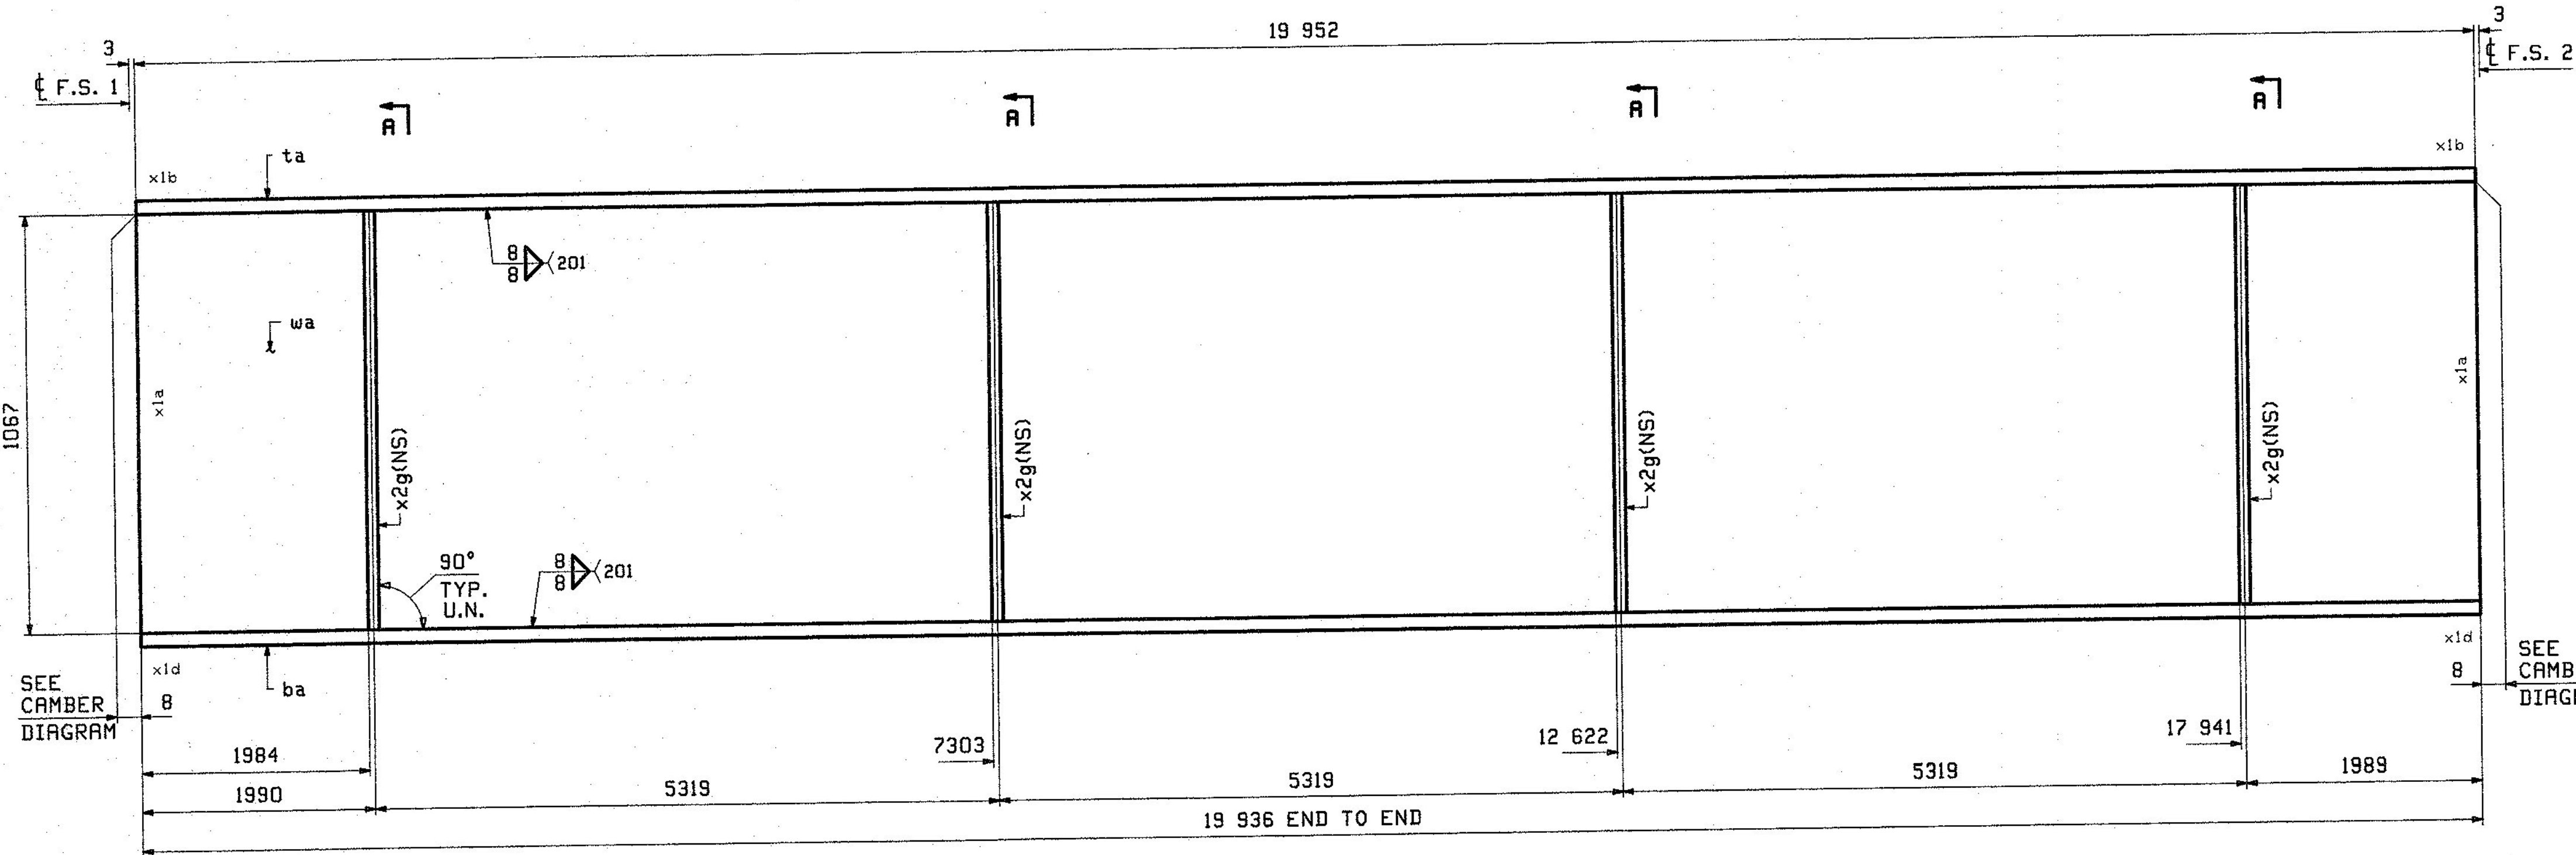 19 952
3
3
℄ F.S. 1
℄ F.S. 2
A
A
A
A
x1b
ta
x1b
8
8
201
wa
1067
x1a
x1a
x2g(NS)
x2g(NS)
x2g(NS)
x2g(NS)
90°
TYP.
U.N.
8
8
201
x1d
ba
x1d
SEE
CAMBER
DIAGRAM
8
8
SEE
CAMB
DIAG
1984
7303
12 622
17 941
1990
5319
5319
5319
1989
19 936 END TO END